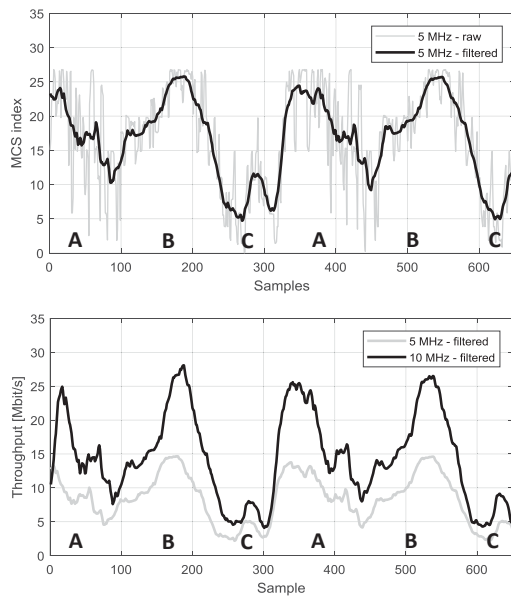 35
30
25
20
15
10
5
0
MCS index
5 MHz - raw
5 MHz - filtered
A B C A B C
0 100 200 300 400 500 600
Samples
35
30
25
20
15
10
5
0
Throughput [Mbit/s]
5 MHz - filtered
10 MHz - filtered
A B C A B C
0 100 200 300 400 500 600
Sample